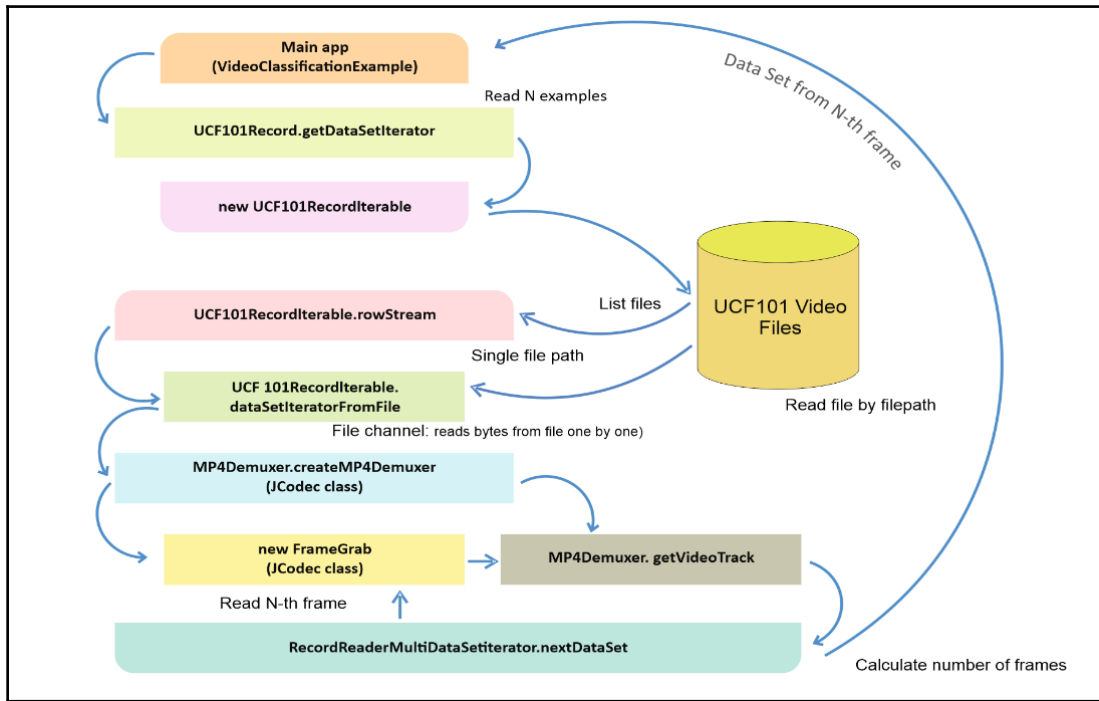 Main app
(VideoClassificationExample)
Data Set from N-th frame
Read N examples
UCF101Record.getDataSetIterator
new UCF101RecordIterable
UCF101 Video
Files
List files
UCF101RecordIterable.rowStream
Single file path
UCF 101RecordIterable.
dataSetIteratorFromFile
Read file by filepath
File channel: reads bytes from file one by one)
MP4Demuxer.createMP4Demuxer
(JCodec class)
new FrameGrab
(JCodec class)
MP4Demuxer. getVideoTrack
Read N-th frame
RecordReaderMultiDataSetiterator.nextDataSet
Calculate number of frames